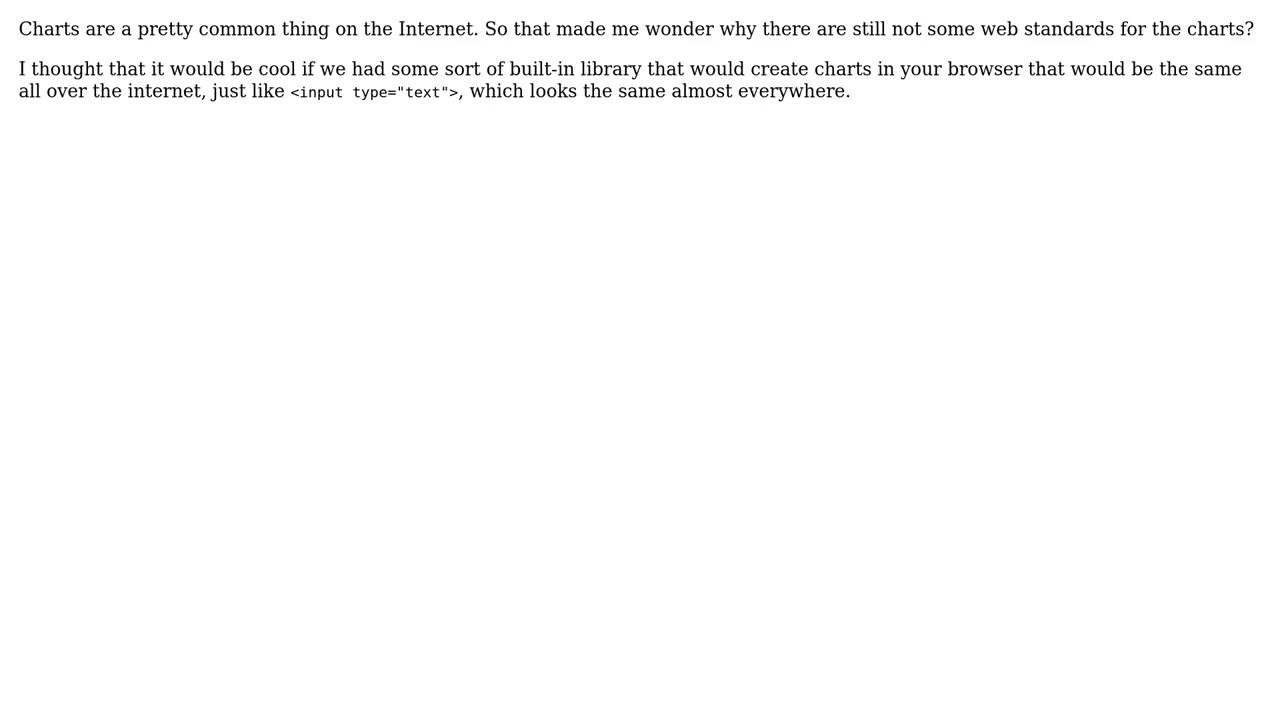 Charts are a pretty common thing on the Internet. So that made me wonder why there are still not some web standards for the charts?
I thought that it would be cool if we had some sort of built-in library that would create charts in your browser that would be the same
all over the internet, just like <input type="text">, which looks the same almost everywhere.